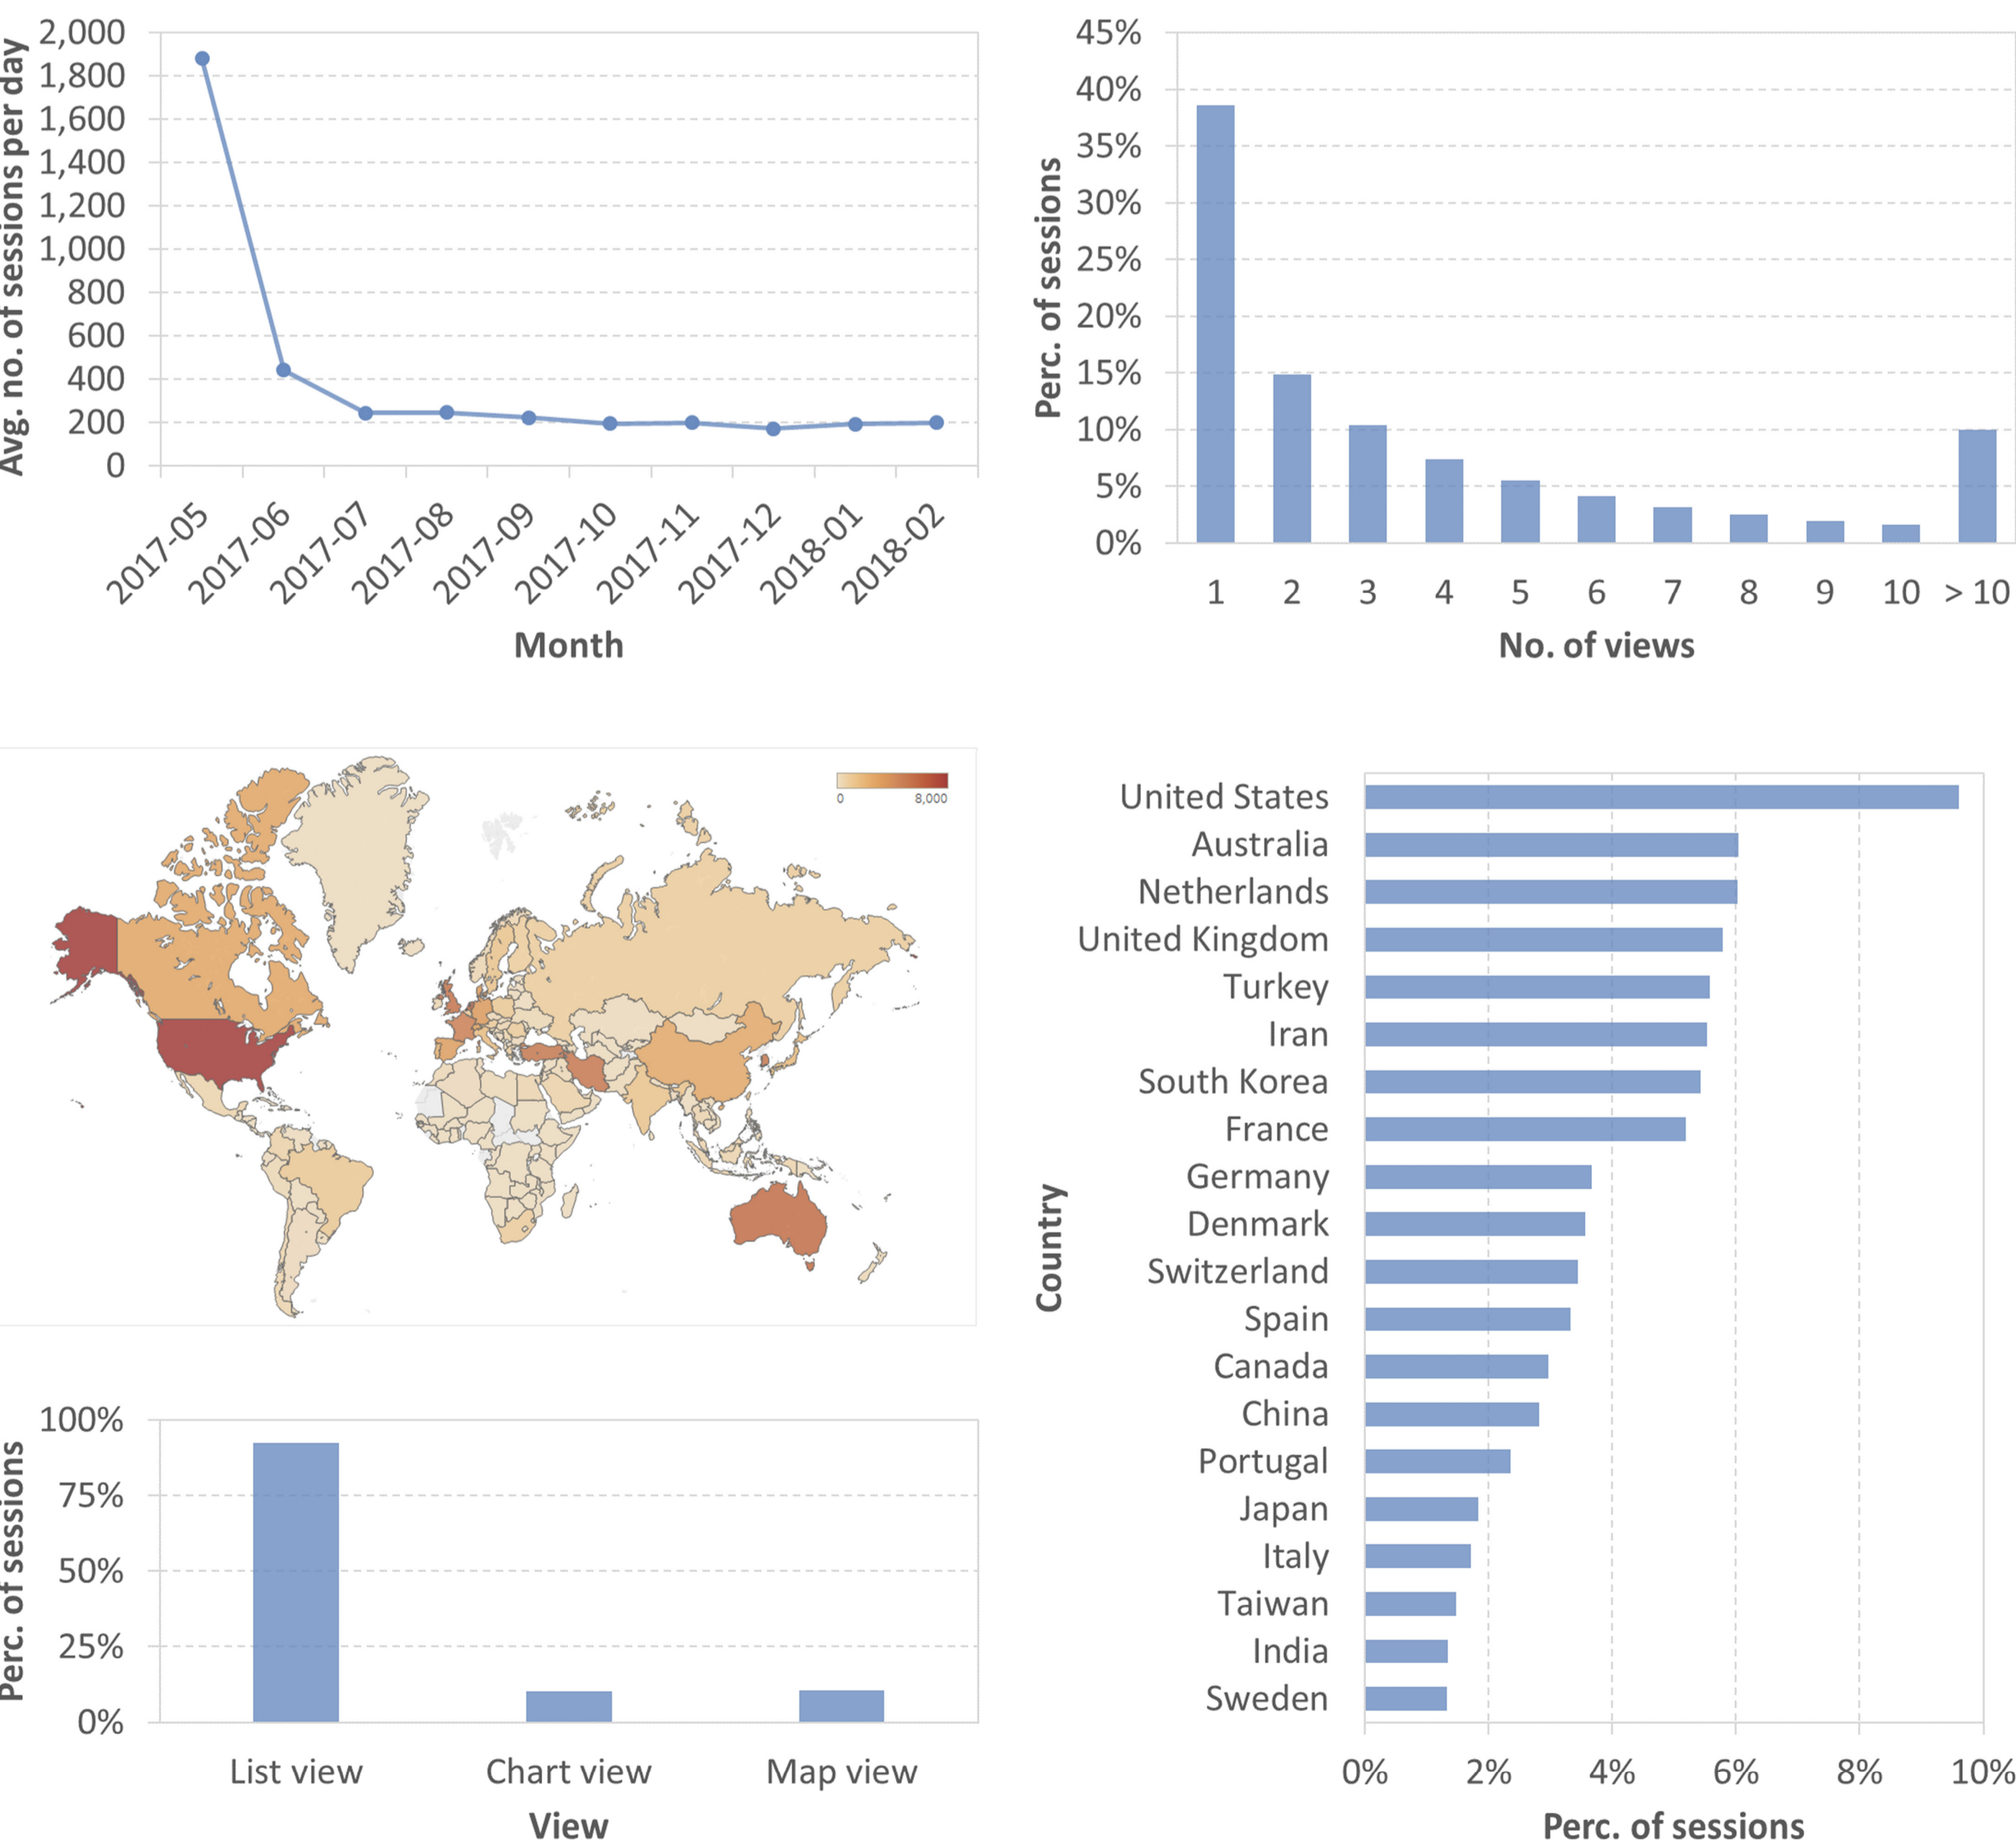 Avg. no. of sessions per day
2,000
1,800
1,600
1,400
1,200
1,000
800
600
400
200
0
2017-05
2017-06
2017-07
2017-08
2017-09
2017-10
2017-11
2017-12
2018-01
2018-02
Month
Perc. of sessions
45%
40%
35%
30%
25%
20%
15%
10%
5%
0%
1
2
3
4
5
6
7
8
9
10
> 10
No. of views
0
8,000
Perc. of sessions
100%
75%
50%
25%
0%
List view
Chart view
Map view
View
Country
United States
Australia
Netherlands
United Kingdom
Turkey
Iran
South Korea
France
Germany
Denmark
Switzerland
Spain
Canada
China
Portugal
Japan
Italy
Taiwan
India
Sweden
0%
2%
4%
6%
8%
10%
Perc. of sessions